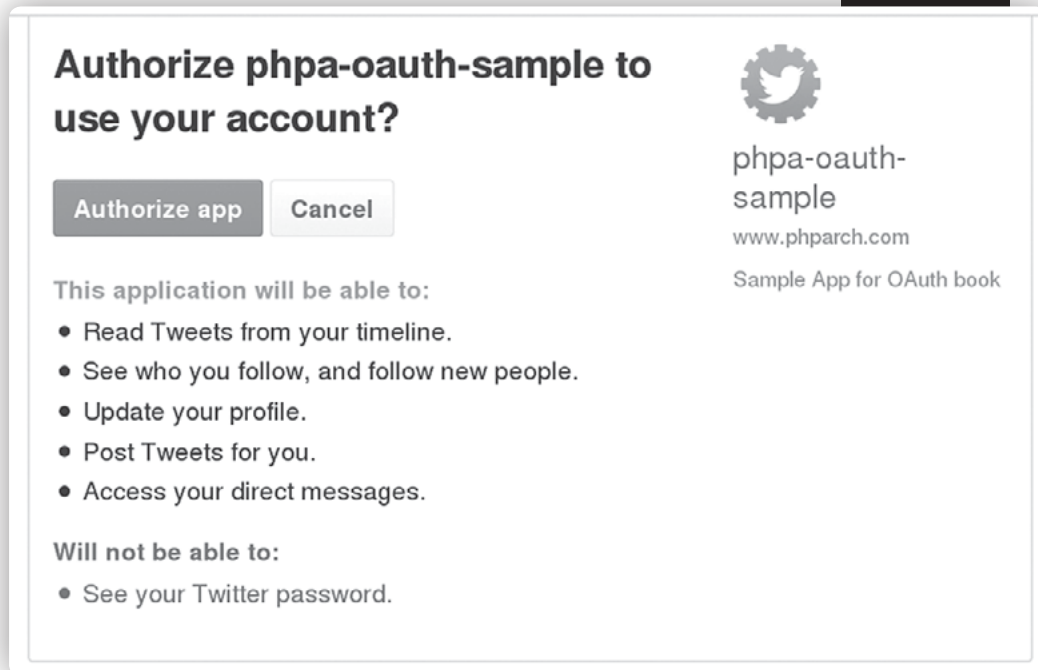 Authorize phpa-oauth-sample to
use your account?
Authorize app
Cancel
This application will be able to:
• Read Tweets from your timeline.
• See who you follow, and follow new people.
• Update your profile.
• Post Tweets for you.
• Access your direct messages.
Will not be able to:
• See your Twitter password.
phpa-oauth-
sample
www.phparch.com
Sample App for OAuth book